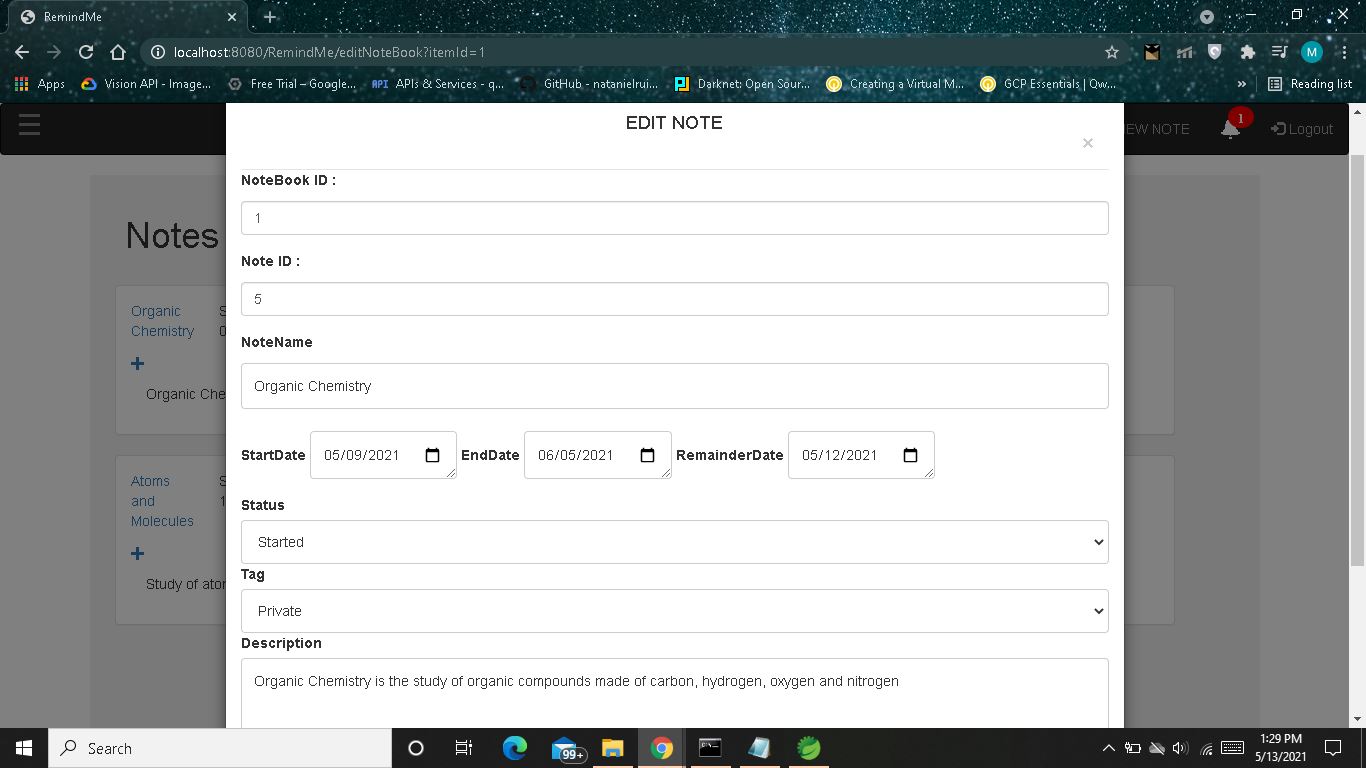 RemindMe
localhost:8080/RemindMe/editNoteBook?itemId=1
M
Apps Vision API - Image... Free Trial – Google... API APIs & Services - q... GitHub - natanielrui... Darknet: Open Sour... Creating a Virtual M... GCP Essentials | Qw... » Reading list
EDIT NOTE
EW NOTE 1 Logout
×
NoteBook ID :
1
Notes
Note ID :
5
Organic
Chemistry
NoteName
Organic Chemistry
Organic Che
StartDate 05/09/2021 EndDate 06/05/2021 RemainderDate 05/12/2021
Atoms
and
Molecules
Status
Started
Tag
Study of ator
Private
Description
Organic Chemistry is the study of organic compounds made of carbon, hydrogen, oxygen and nitrogen
Search
99+
1:29 PM
5/13/2021